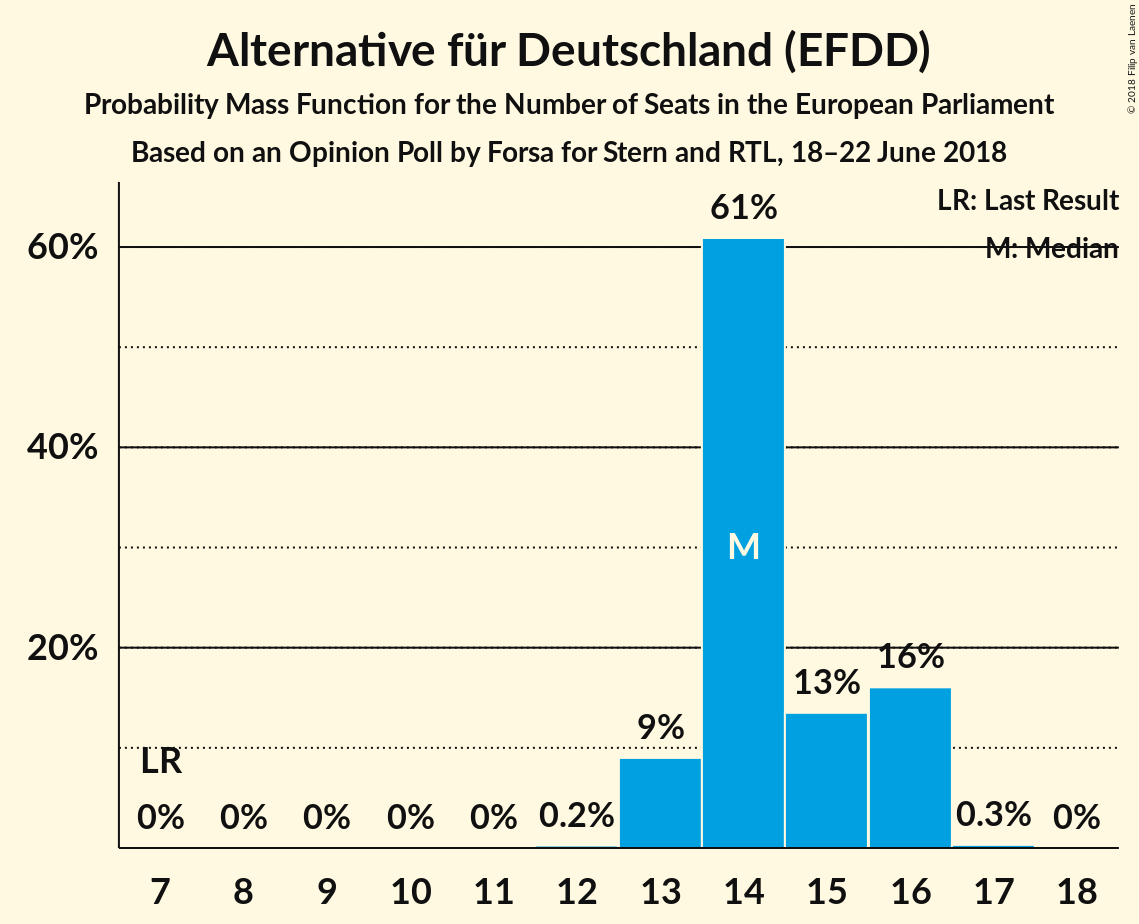 Alternative für Deutschland (EFDD)
Probability Mass Function for the Number of Seats in the European Parliament
Based on an Opinion Poll by Forsa for Stern and RTL, 18–22 June 2018
© 2018 Filip van Laenen
LR: Last Result
M: Median
60%
40%
20%
61%
M
16%
13%
9%
LR
0% 0% 0% 0% 0% 0.2% 0.3% 0%
7 8 9 10 11 12 13 14 15 16 17 18